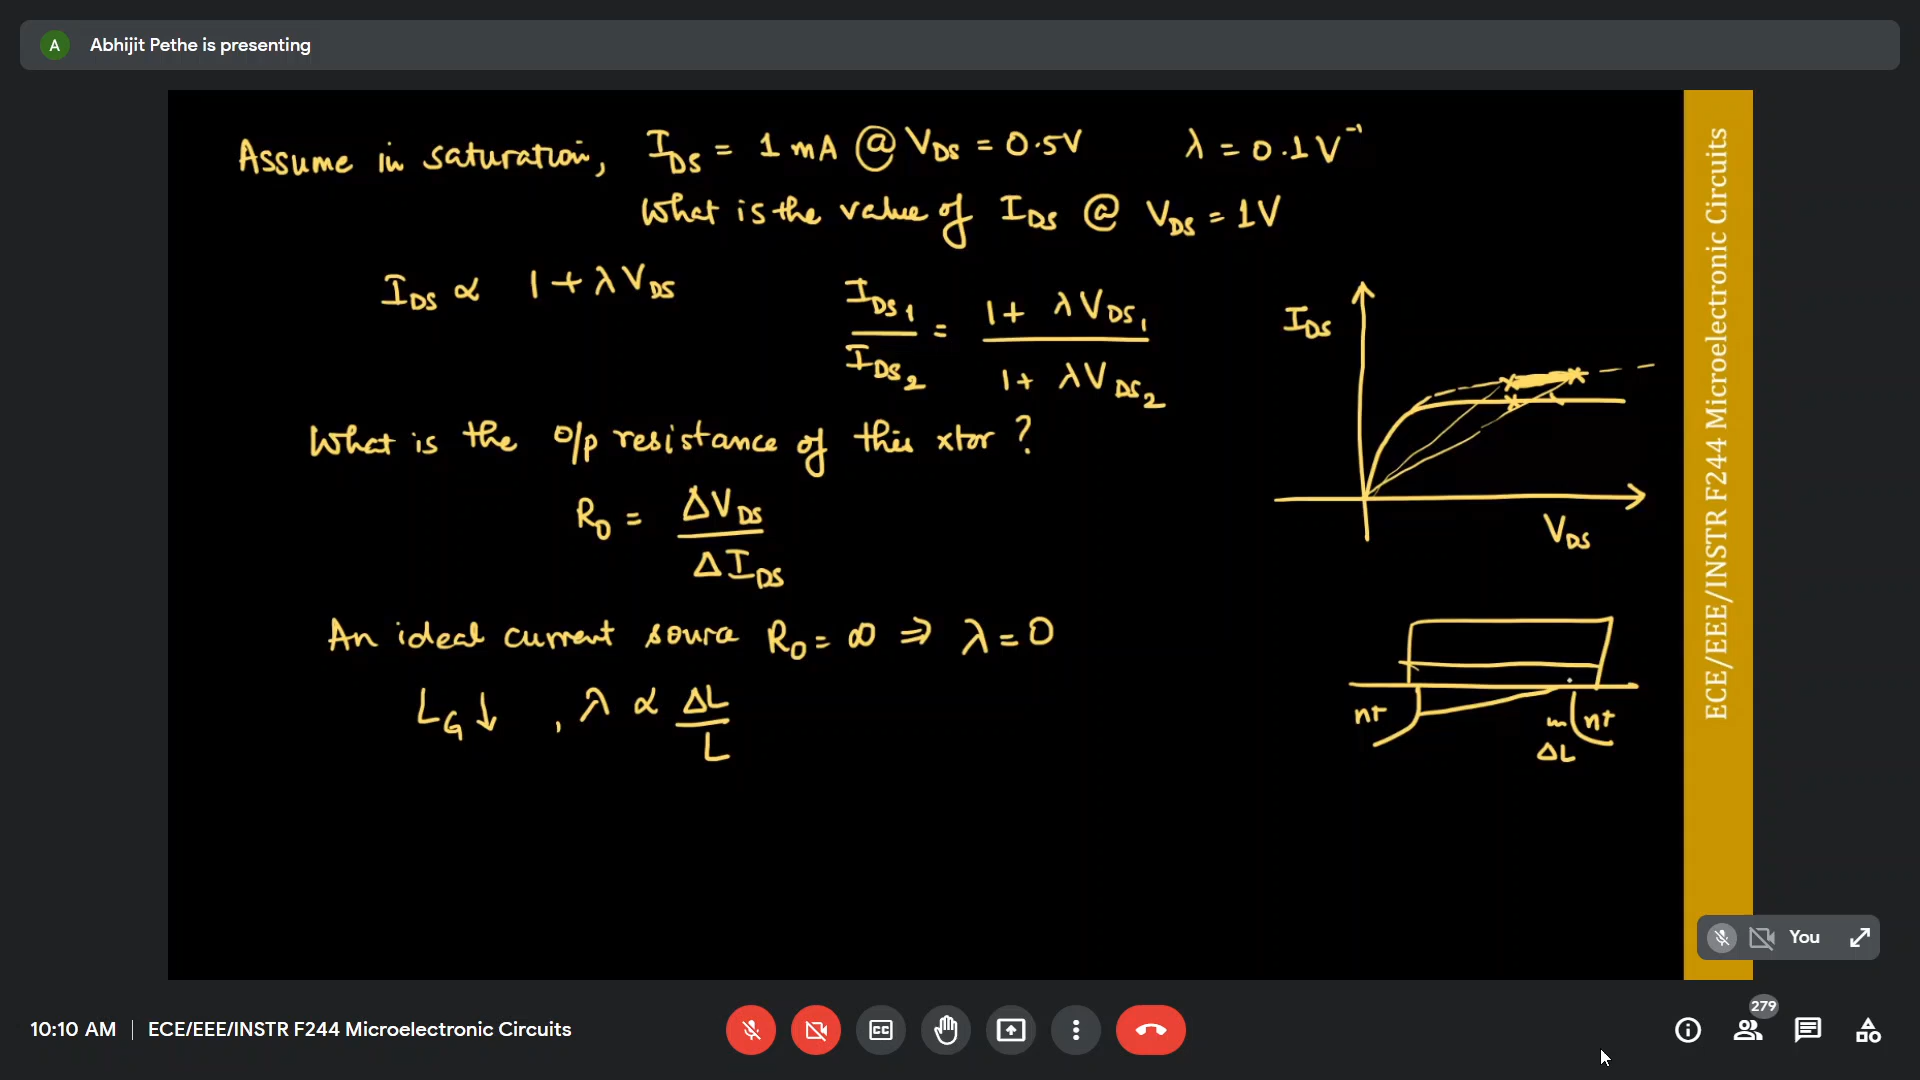 A
Abhijit Pethe is presenting
Assume in saturation, IDS = 1 mA @ VDS = 0.5V λ = 0.1 V⁻¹
What is the value of IDS @ VDS = 1V
IDS ∝ 1 + λVDS
IDS1 / IDS2 = 1 + λVDS1 / 1 + λVDS2
IDS
VDS
What is the o/p resistance of this xtor ?
RO = ΔVDS / ΔIDS
An ideal current source RO = ∞ ⇒ λ = 0
LG ↓ , λ ∝ ΔL / L
n+
n+
ΔL
ECE/EEE/INSTR F244 Microelectronic Circuits
You
10:10 AM | ECE/EEE/INSTR F244 Microelectronic Circuits
CC
279